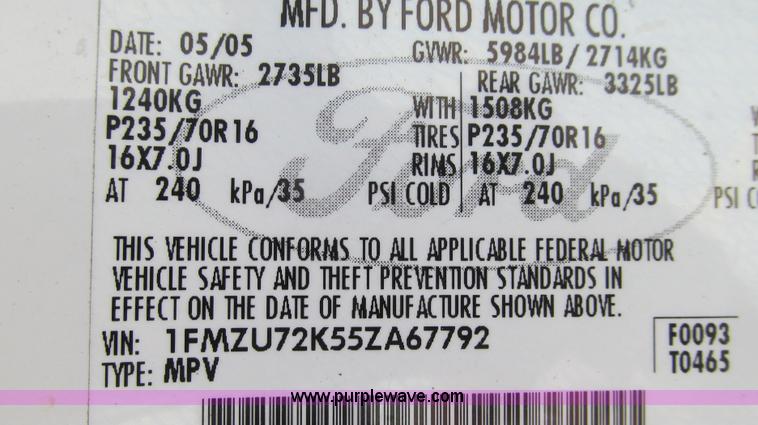 MFD. BY FORD MOTOR CO.
DATE: 05/05 GVWR: 5984LB/ 2714KG
FRONT GAWR: 2735LB REAR GAWR: 3325LB
1240KG WITH 1508KG
P235/70R16 TIRES P235/70R16
16X7.0J RIMS 16X7.0J
AT 240 kPa/35 PSI COLD AT 240 kPa/35 PSI
Ford
THIS VEHICLE CONFORMS TO ALL APPLICABLE FEDERAL MOTOR
VEHICLE SAFETY AND THEFT PREVENTION STANDARDS IN
EFFECT ON THE DATE OF MANUFACTURE SHOWN ABOVE.
VIN: 1FMZU72K55ZA67792 F0093
TYPE: MPV T0465
www.purplewave.com